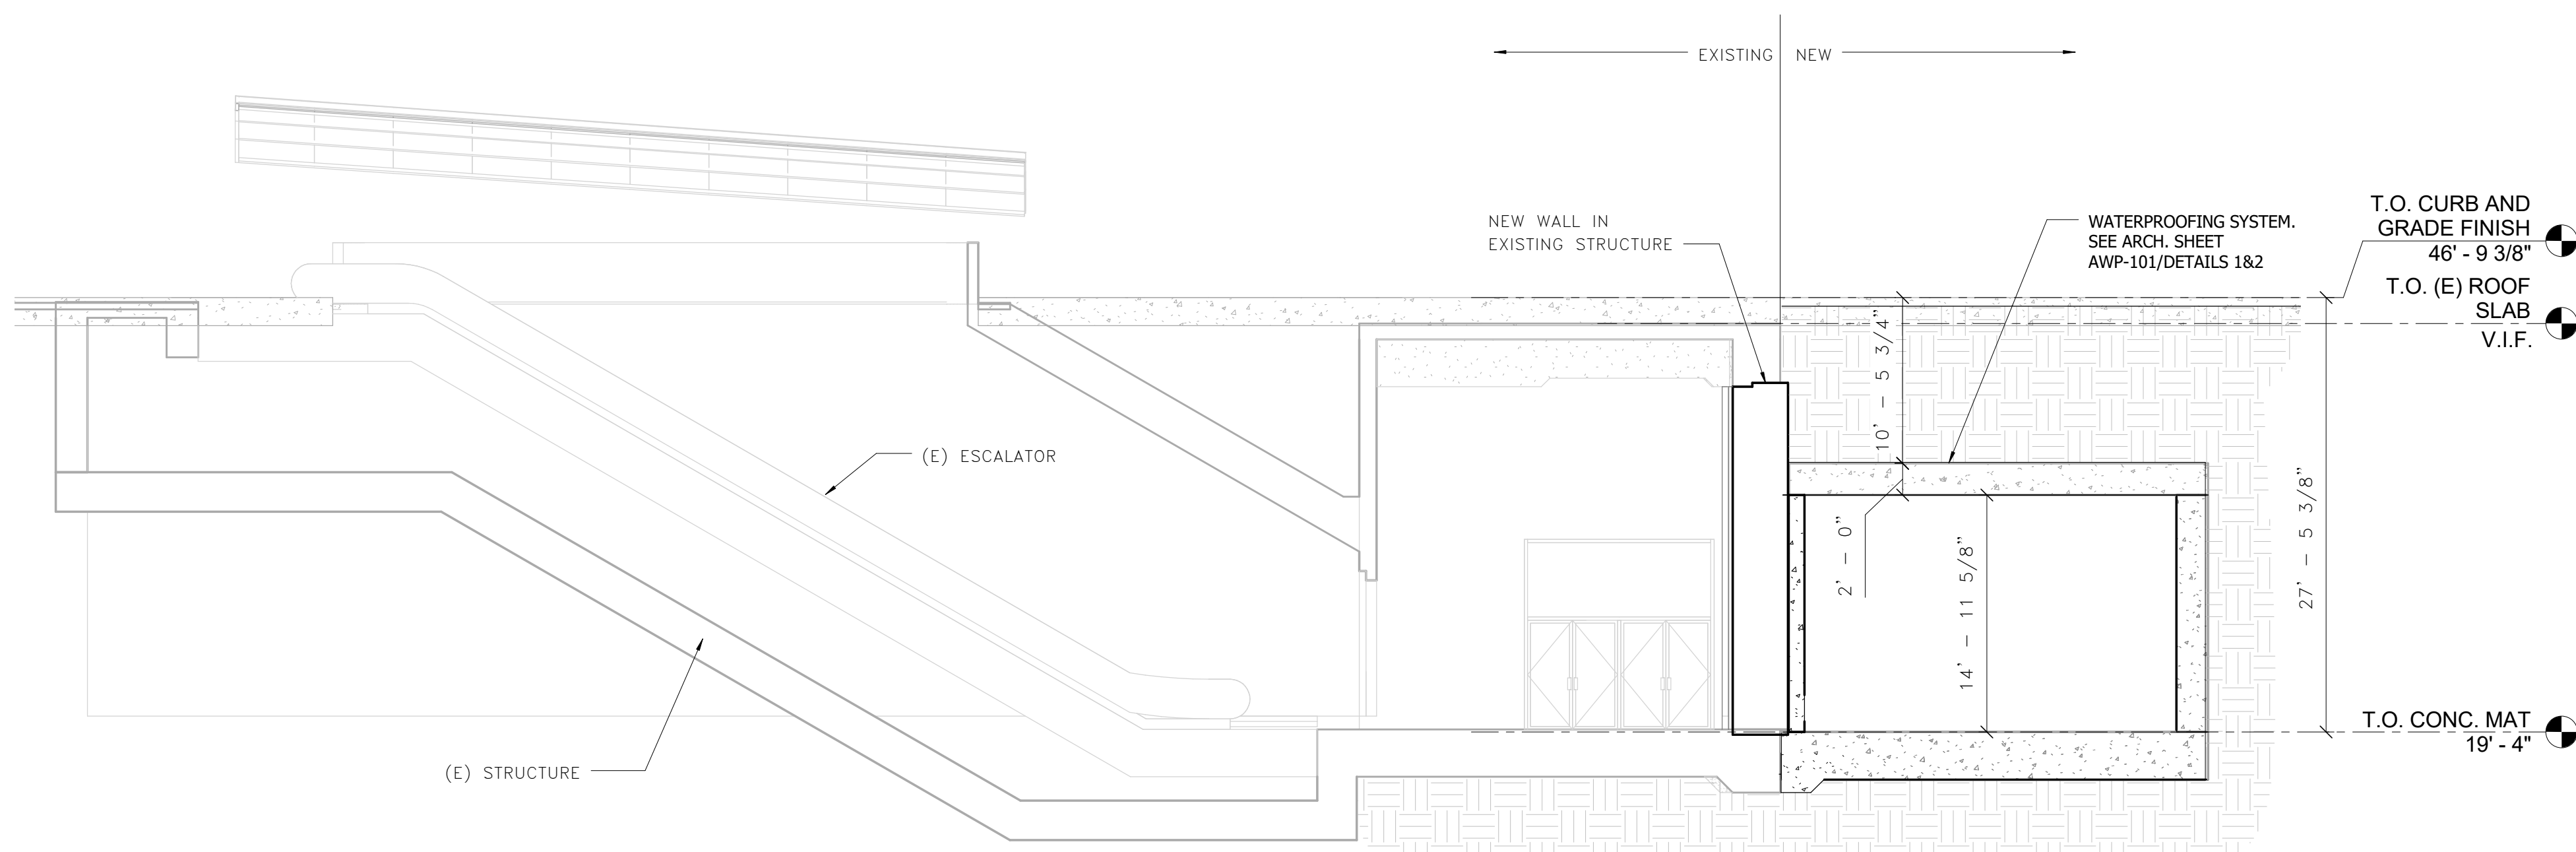 EXISTING
NEW
NEW WALL IN
EXISTING STRUCTURE
WATERPROOFING SYSTEM.
SEE ARCH. SHEET
AWP-101/DETAILS 1&2
T.O. CURB AND
GRADE FINISH
46' - 9 3/8"
T.O. (E) ROOF
SLAB
V.I.F.
10' - 5 3/4"
(E) ESCALATOR
2' - 0"
14' - 11 5/8"
27' - 5 3/8"
T.O. CONC. MAT
19' - 4"
(E) STRUCTURE